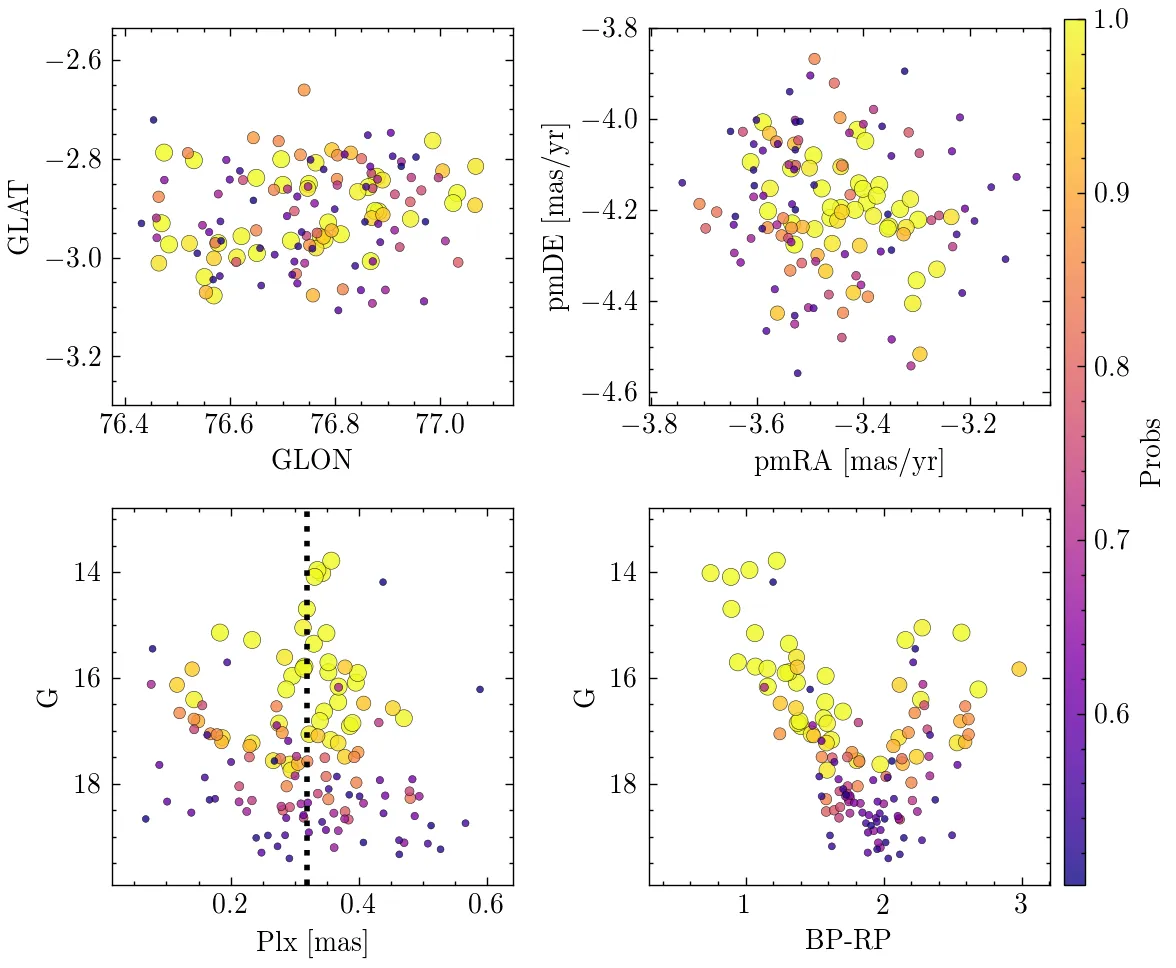 −2.6
−2.8
−3.0
−3.2
GLAT
76.4 76.6 76.8 77.0
GLON
−3.8
−4.0
−4.2
−4.4
−4.6
pmDE [mas/yr]
−3.8 −3.6 −3.4 −3.2
pmRA [mas/yr]
14
16
18
G
0.2 0.4 0.6
Plx [mas]
14
16
18
G
1 2 3
BP-RP
1.0
0.9
0.8
0.7
0.6
Probs